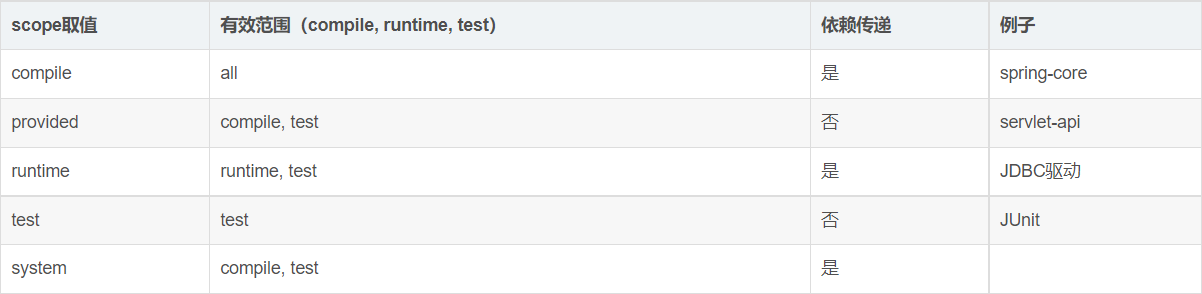 scope取值 有效范围（compile, runtime, test） 依赖传递 例子
compile all 是 spring-core
provided compile, test 否 servlet-api
runtime runtime, test 是 JDBC驱动
test test 否 JUnit
system compile, test 是